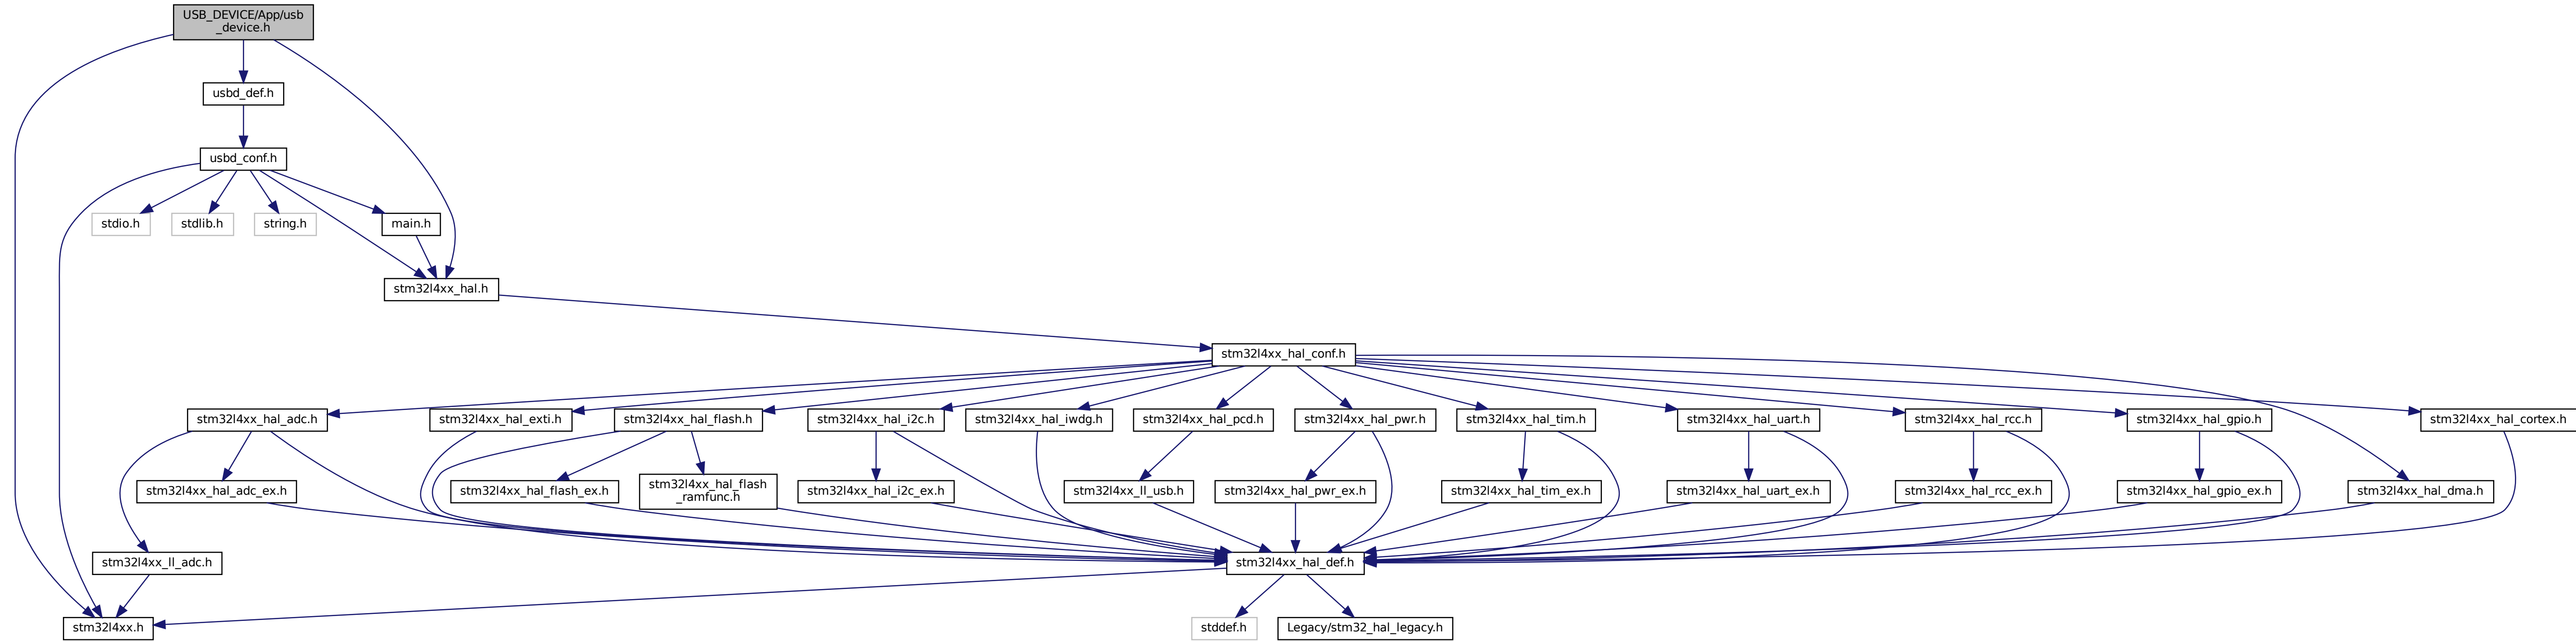 USB_DEVICE/App/usb
_device.h
usbd_def.h
usbd_conf.h
stdio.h
stdlib.h
string.h
main.h
stm32l4xx_hal.h
stm32l4xx_hal_conf.h
stm32l4xx_hal_adc.h
stm32l4xx_hal_exti.h
stm32l4xx_hal_flash.h
stm32l4xx_hal_i2c.h
stm32l4xx_hal_iwdg.h
stm32l4xx_hal_pcd.h
stm32l4xx_hal_pwr.h
stm32l4xx_hal_tim.h
stm32l4xx_hal_uart.h
stm32l4xx_hal_rcc.h
stm32l4xx_hal_gpio.h
stm32l4xx_hal_cortex.h
stm32l4xx_hal_adc_ex.h
stm32l4xx_hal_flash_ex.h
stm32l4xx_hal_flash
_ramfunc.h
stm32l4xx_hal_i2c_ex.h
stm32l4xx_ll_usb.h
stm32l4xx_hal_pwr_ex.h
stm32l4xx_hal_tim_ex.h
stm32l4xx_hal_uart_ex.h
stm32l4xx_hal_rcc_ex.h
stm32l4xx_hal_gpio_ex.h
stm32l4xx_hal_dma.h
stm32l4xx_ll_adc.h
stm32l4xx_hal_def.h
stm32l4xx.h
stddef.h
Legacy/stm32_hal_legacy.h